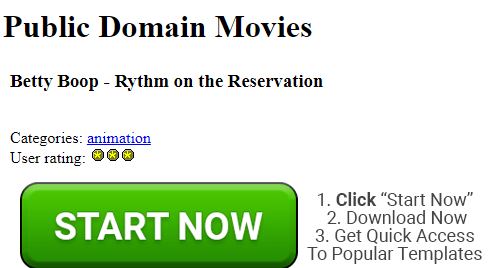 Public Domain Movies
Betty Boop - Rythm on the Reservation
Categories: animation
User rating:
START NOW
1. Click “Start Now”
2. Download Now
3. Get Quick Access
To Popular Templates